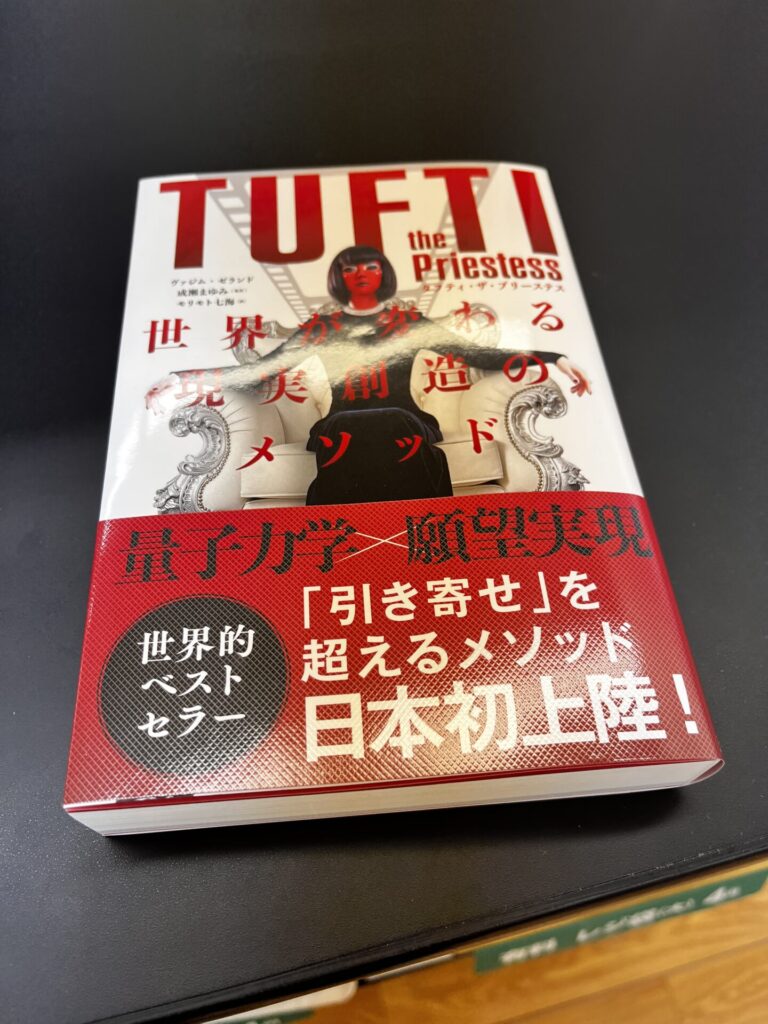 TUFTI
the
Priestess
タフティ・ザ・プリーステス
ヴァジム・ゼランド
成瀬まゆみ
モリモト七海
世界が変わる
現実創造の
メソッド
量子力学×願望実現
世界的
ベスト
セラー
「引き寄せ」を
超えるメソッド
日本初上陸!